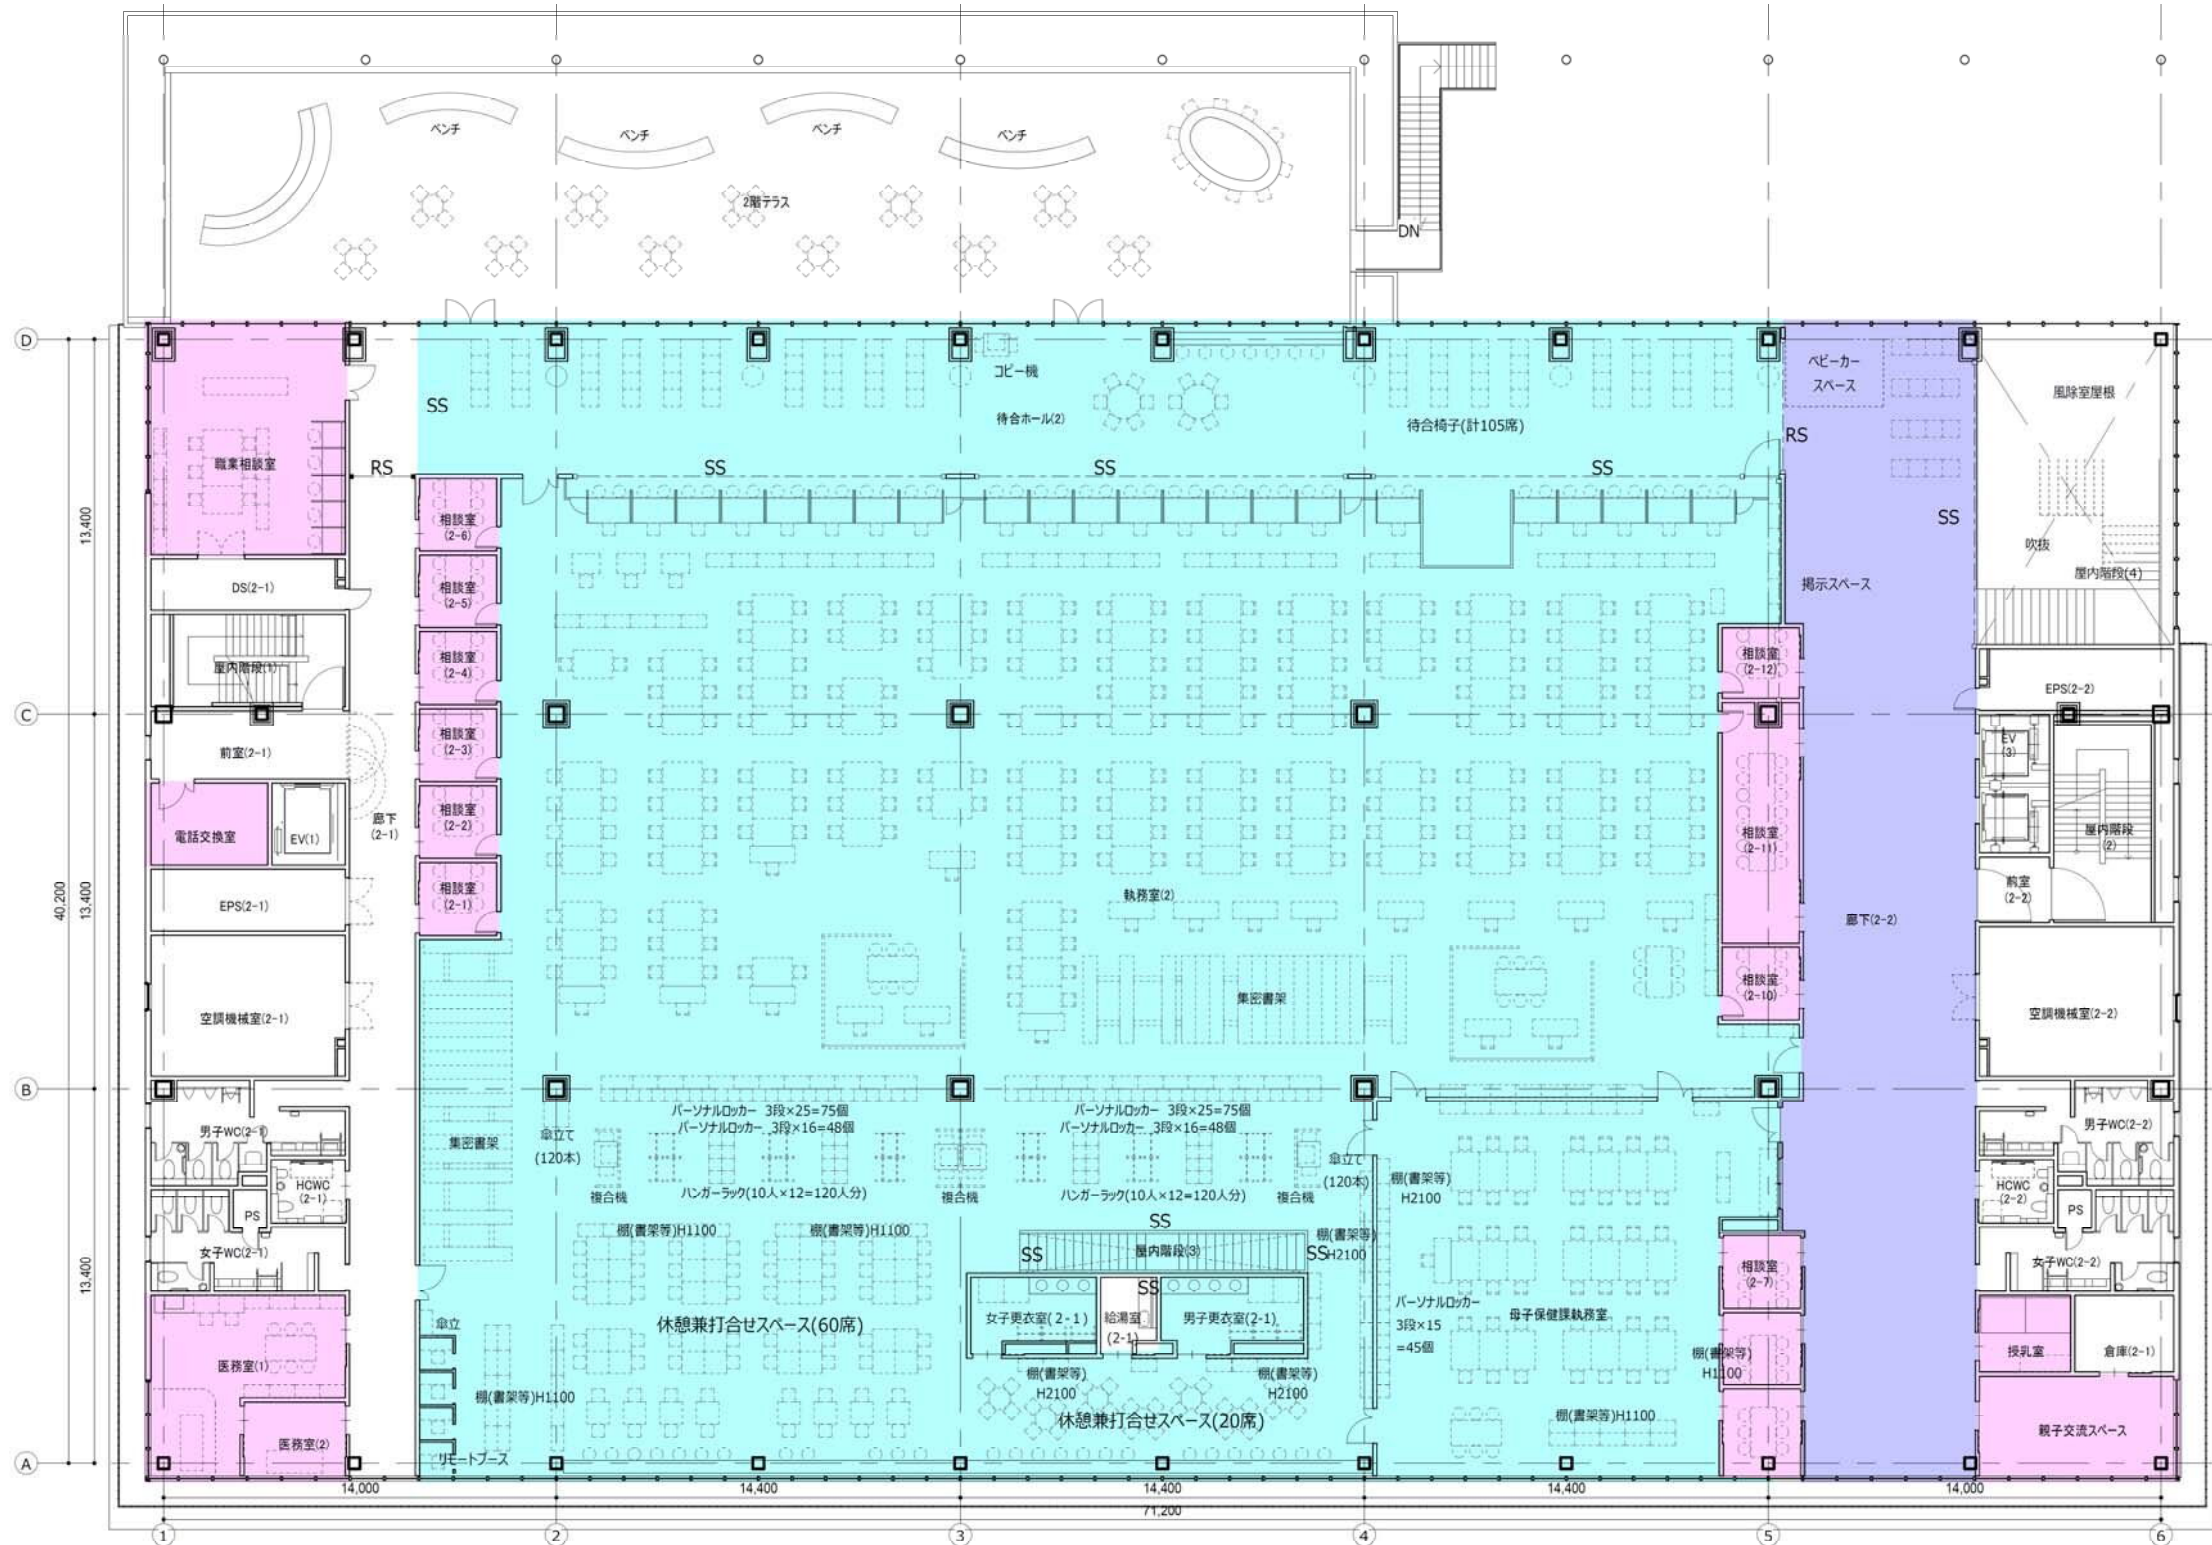 ベンチ
ベンチ
ベンチ
ベンチ
2階テラス
DN
D
C
B
A
13,400
13,400
13,400
40,200
職業相談室
RS
SS
コピー機
待合ホール(2)
待合椅子(計105席)
SS
SS
SS
RS
ベビーカー
スペース
掲示スペース
SS
風除室屋根
吹抜
屋内階段(4)
DS(2-1)
屋内階段(1)
前室(2-1)
電話交換室
EV(1)
廊下
(2-1)
EPS(2-1)
空調機械室(2-1)
相談室
(2-6)
相談室
(2-5)
相談室
(2-4)
相談室
(2-3)
相談室
(2-2)
相談室
(2-1)
執務室(2)
集密書架
相談室
(2-12)
相談室
(2-11)
相談室
(2-10)
廊下(2-2)
EPS(2-2)
EV
(3)
屋内階段
(2)
前室
(2-2)
空調機械室(2-2)
男子WC(2-1)
HCWC
(2-1)
PS
女子WC(2-1)
医務室(1)
医務室(2)
集密書架
傘立て
(120本)
パーソナルロッカー 3段×25=75個
パーソナルロッカー 3段×16=48個
パーソナルロッカー 3段×25=75個
パーソナルロッカー 3段×16=48個
複合機
ハンガーラック(10人×12=120人分)
複合機
ハンガーラック(10人×12=120人分)
複合機
傘立て
(120本)
棚(書架等)
H2100
棚(書架等)H1100
棚(書架等)H1100
SS
SS
屋内階段(3)
SS
棚(書架等)
H2100
SS
女子更衣室(2-1)
給湯室
(2-1)
男子更衣室(2-1)
休憩兼打合せスペース(60席)
傘立
棚(書架等)H1100
リモートブース
棚(書架等)
H2100
棚(書架等)
H2100
休憩兼打合せスペース(20席)
パーソナルロッカー
3段×15
=45個
母子保健課執務室
棚(書架等)H1100
棚(書架等)
H1100
相談室
(2-7)
男子WC(2-2)
HCWC
(2-2)
PS
女子WC(2-2)
授乳室
倉庫(2-1)
親子交流スペース
14,000
14,400
14,400
14,400
14,000
71,200
1
2
3
4
5
6